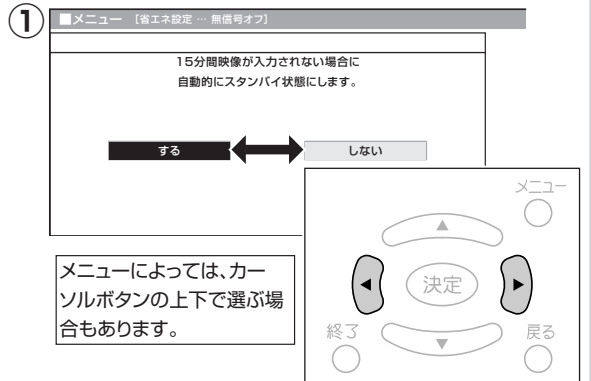 ①
■メニュー [省エネ設定 … 無信号オフ]
15分間映像が入力されない場合に
自動的にスタンバイ状態にします。
する
しない
メニューによっては、カー
ソルボタンの上下で選ぶ場
合もあります。
メニュー
▲
◀
決定
▶
終了
▼
戻る